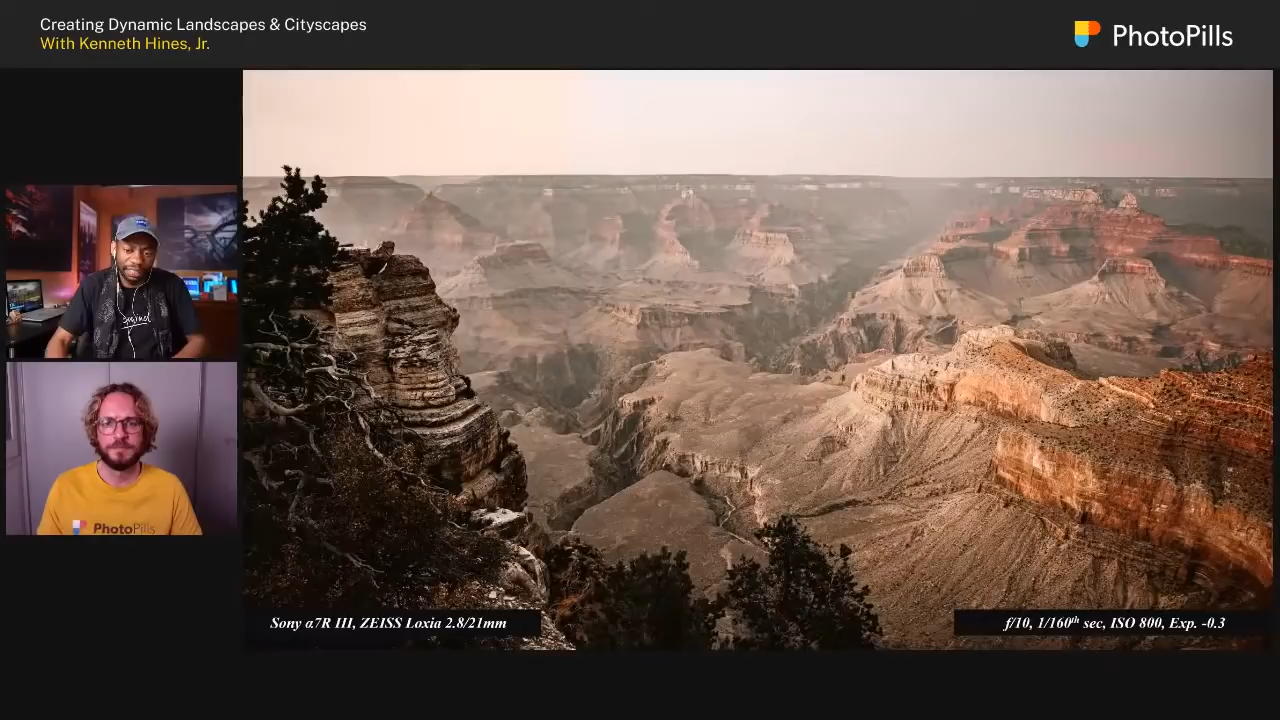 Creating Dynamic Landscapes & Cityscapes
With Kenneth Hines, Jr.
PhotoPills
PhotoPills
Sony α7R III, ZEISS Loxia 2.8/21mm
f/10, 1/160th sec, ISO 800, Exp. -0.3